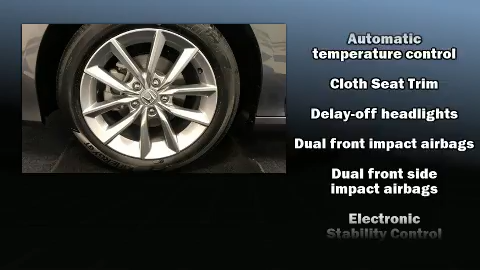 Automatic
temperature control
Cloth Seat Trim
Delay-off headlights
Dual front impact airbags
Dual front side
impact airbags
Electronic
Stability Control